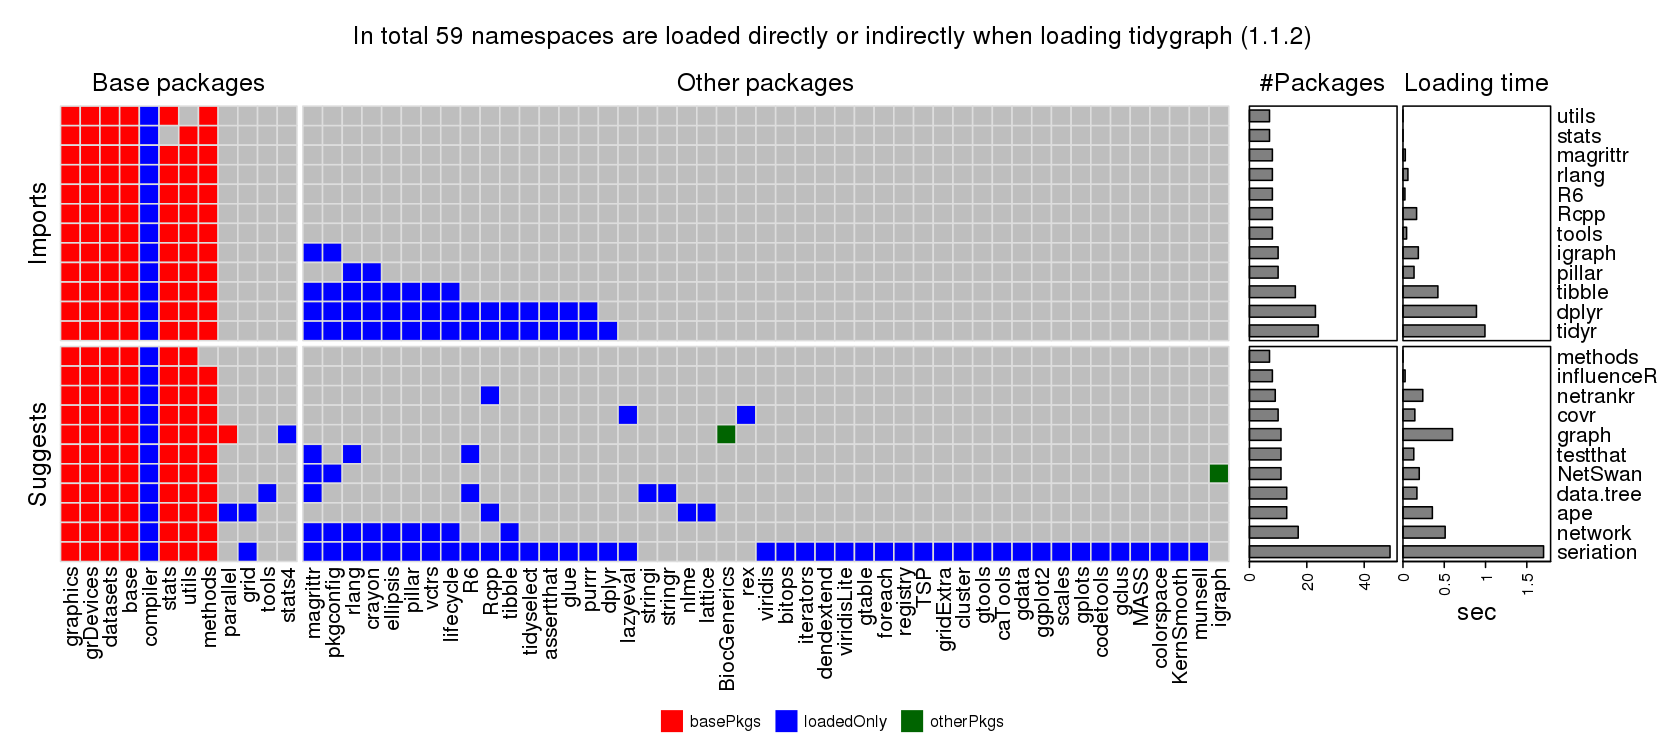 In total 59 namespaces are loaded directly or indirectly when loading tidygraph (1.1.2)
Base packages
Other packages
#Packages
Loading time
Imports
utils
stats
magrittr
rlang
R6
Rcpp
tools
igraph
pillar
tibble
dplyr
tidyr
Suggests
methods
influenceR
netrankr
covr
graph
testthat
NetSwan
data.tree
ape
network
seriation
graphics
grDevices
datasets
base
compiler
stats
utils
methods
parallel
grid
tools
stats4
magrittr
pkgconfig
rlang
crayon
ellipsis
pillar
vctrs
lifecycle
R6
Rcpp
tibble
tidyselect
assertthat
glue
purrr
dplyr
lazyeval
stringi
stringr
nlme
lattice
BiocGenerics
rex
viridis
bitops
iterators
dendextend
viridisLite
gtable
foreach
registry
TSP
gridExtra
cluster
gtools
caTools
gdata
ggplot2
scales
gplots
codetools
gclus
MASS
colorspace
KernSmooth
munsell
igraph
0
20
40
0
0.5
1
1.5
sec
basePkgs
loadedOnly
otherPkgs